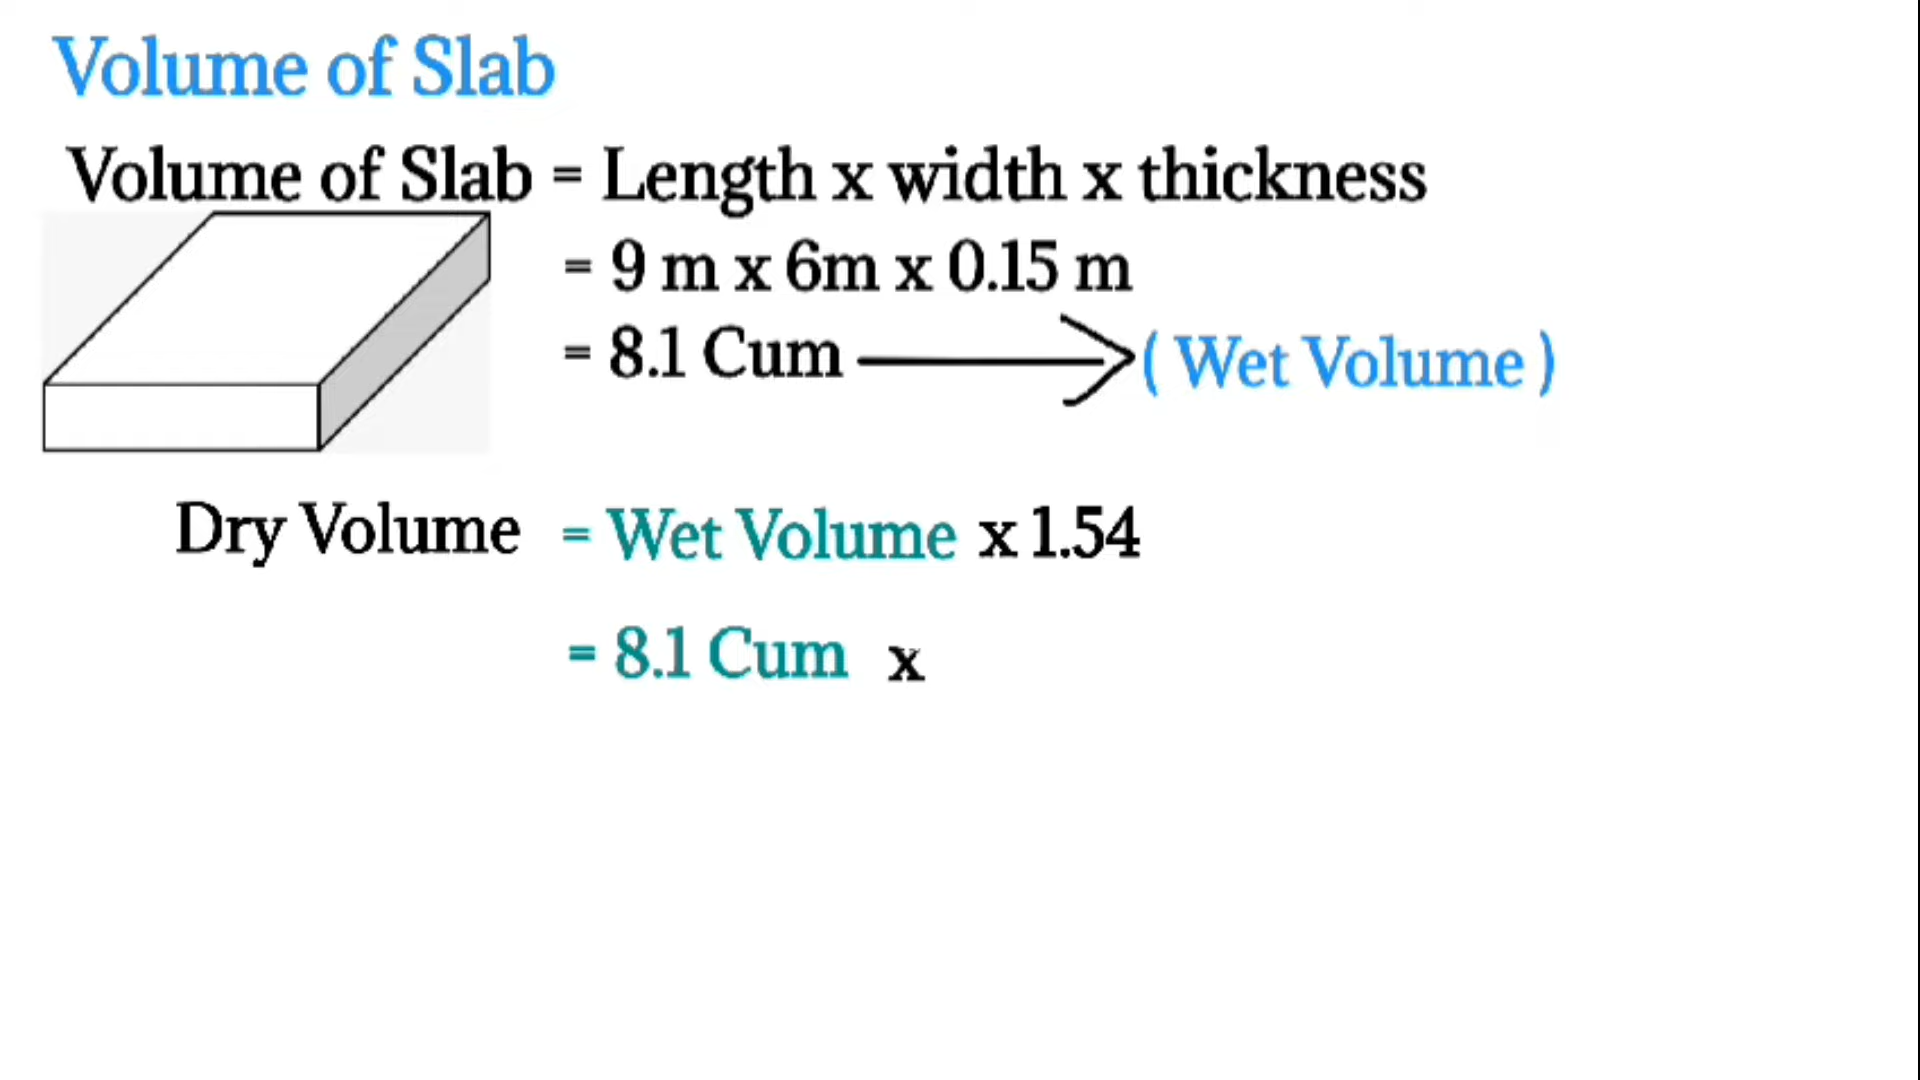 Volume of Slab
Volume of Slab = Length x width x thickness
= 9 m x 6m x 0.15 m
= 8.1 Cum ( Wet Volume )
Dry Volume = Wet Volume x 1.54
= 8.1 Cum x